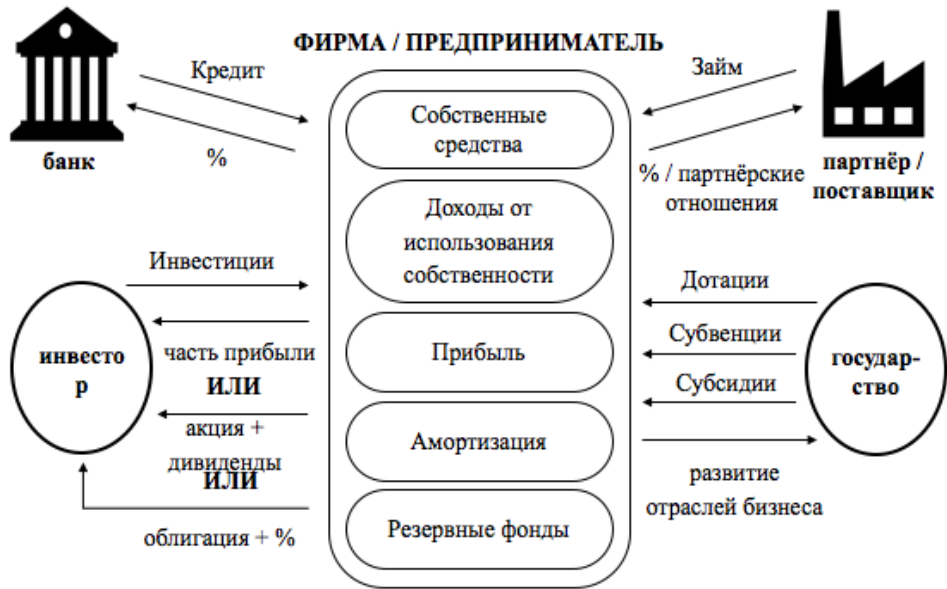 ФИРМА / ПРЕДПРИНИМАТЕЛЬ
Кредит
%
банк
Займ
% / партнёрские
отношения
партнёр /
поставщик
Собственные
средства
Доходы от
использования
собственности
Прибыль
Амортизация
Резервные фонды
Инвестиции
инвесто
р
часть прибыли
ИЛИ
акция +
дивиденды
ИЛИ
облигация + %
Дотации
Субвенции
Субсидии
государ-
ство
развитие
отраслей бизнеса